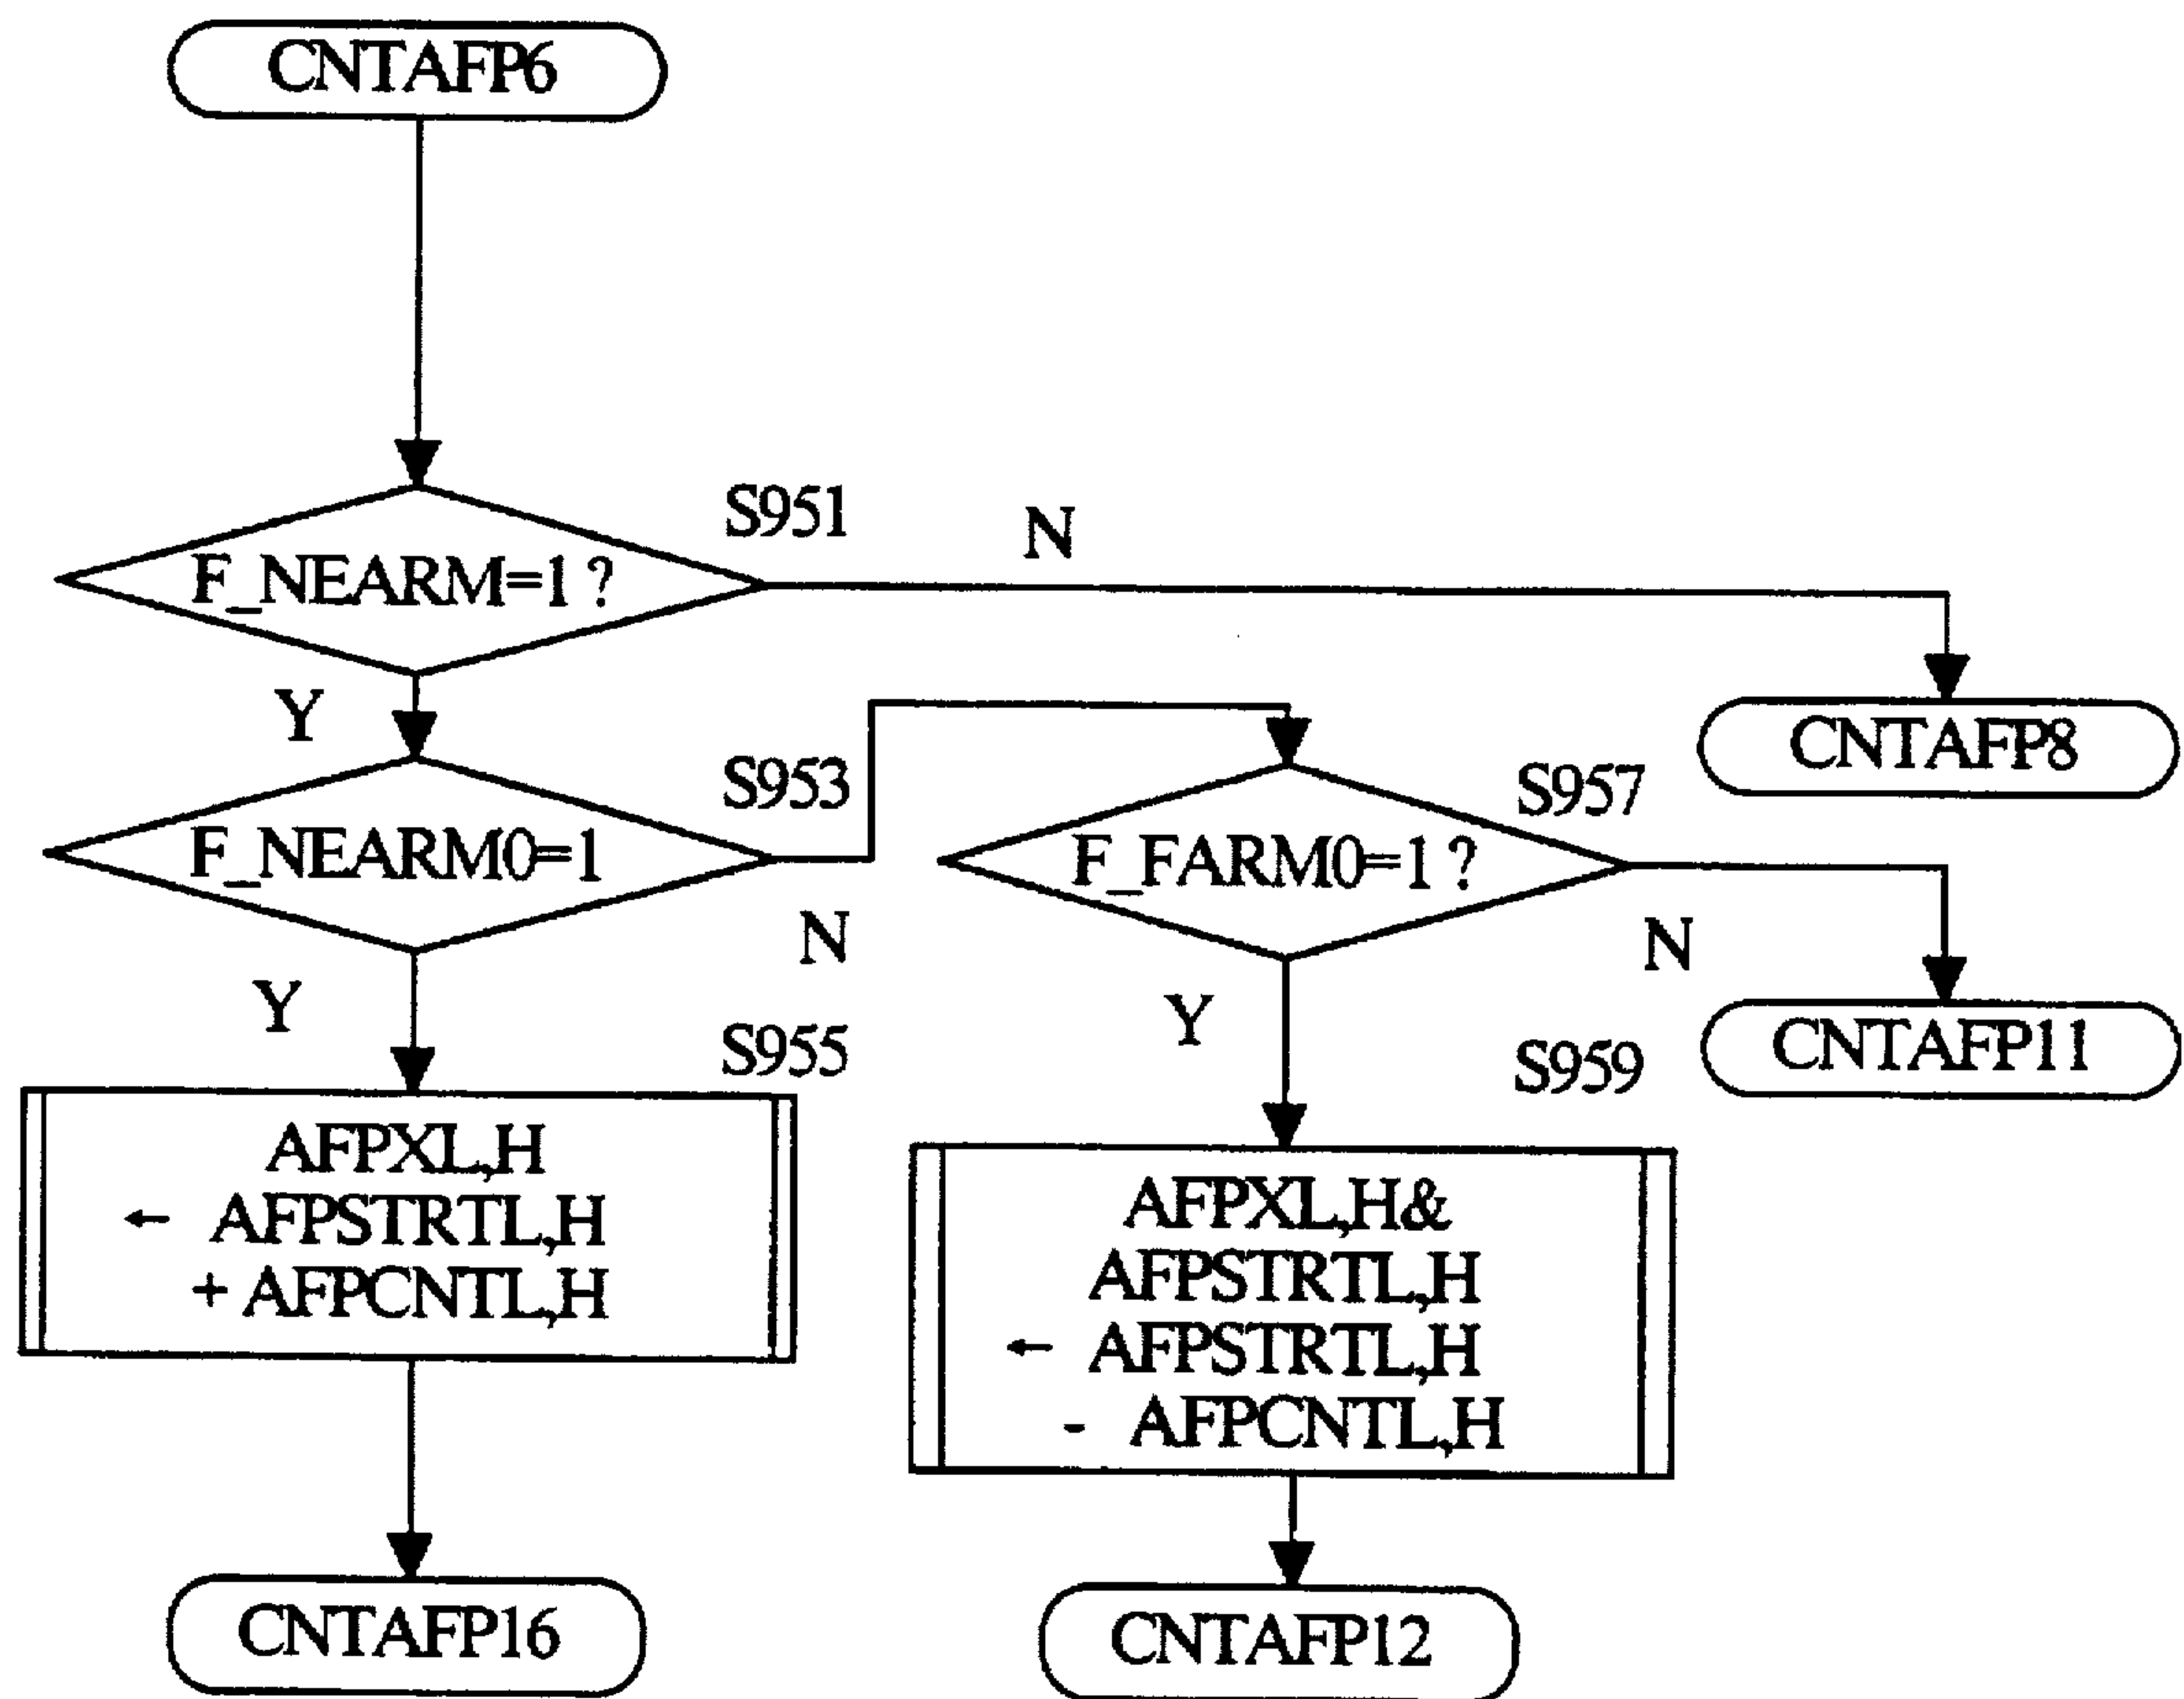 CNTAFP6
S951
N
F_NEARM=1 ?
Y
CNTAFP8
S953
S957
F_NEARM0=1
F_FARM0=1 ?
N
N
Y
Y
CNTAFP11
S955
S959
AFPXL,H
← AFPSTRTL,H
+ AFPCNTL,H
AFPXL,H&
AFPSTRTL,H
← AFPSTRTL,H
- AFPCNTL,H
CNTAFP16
CNTAFP12